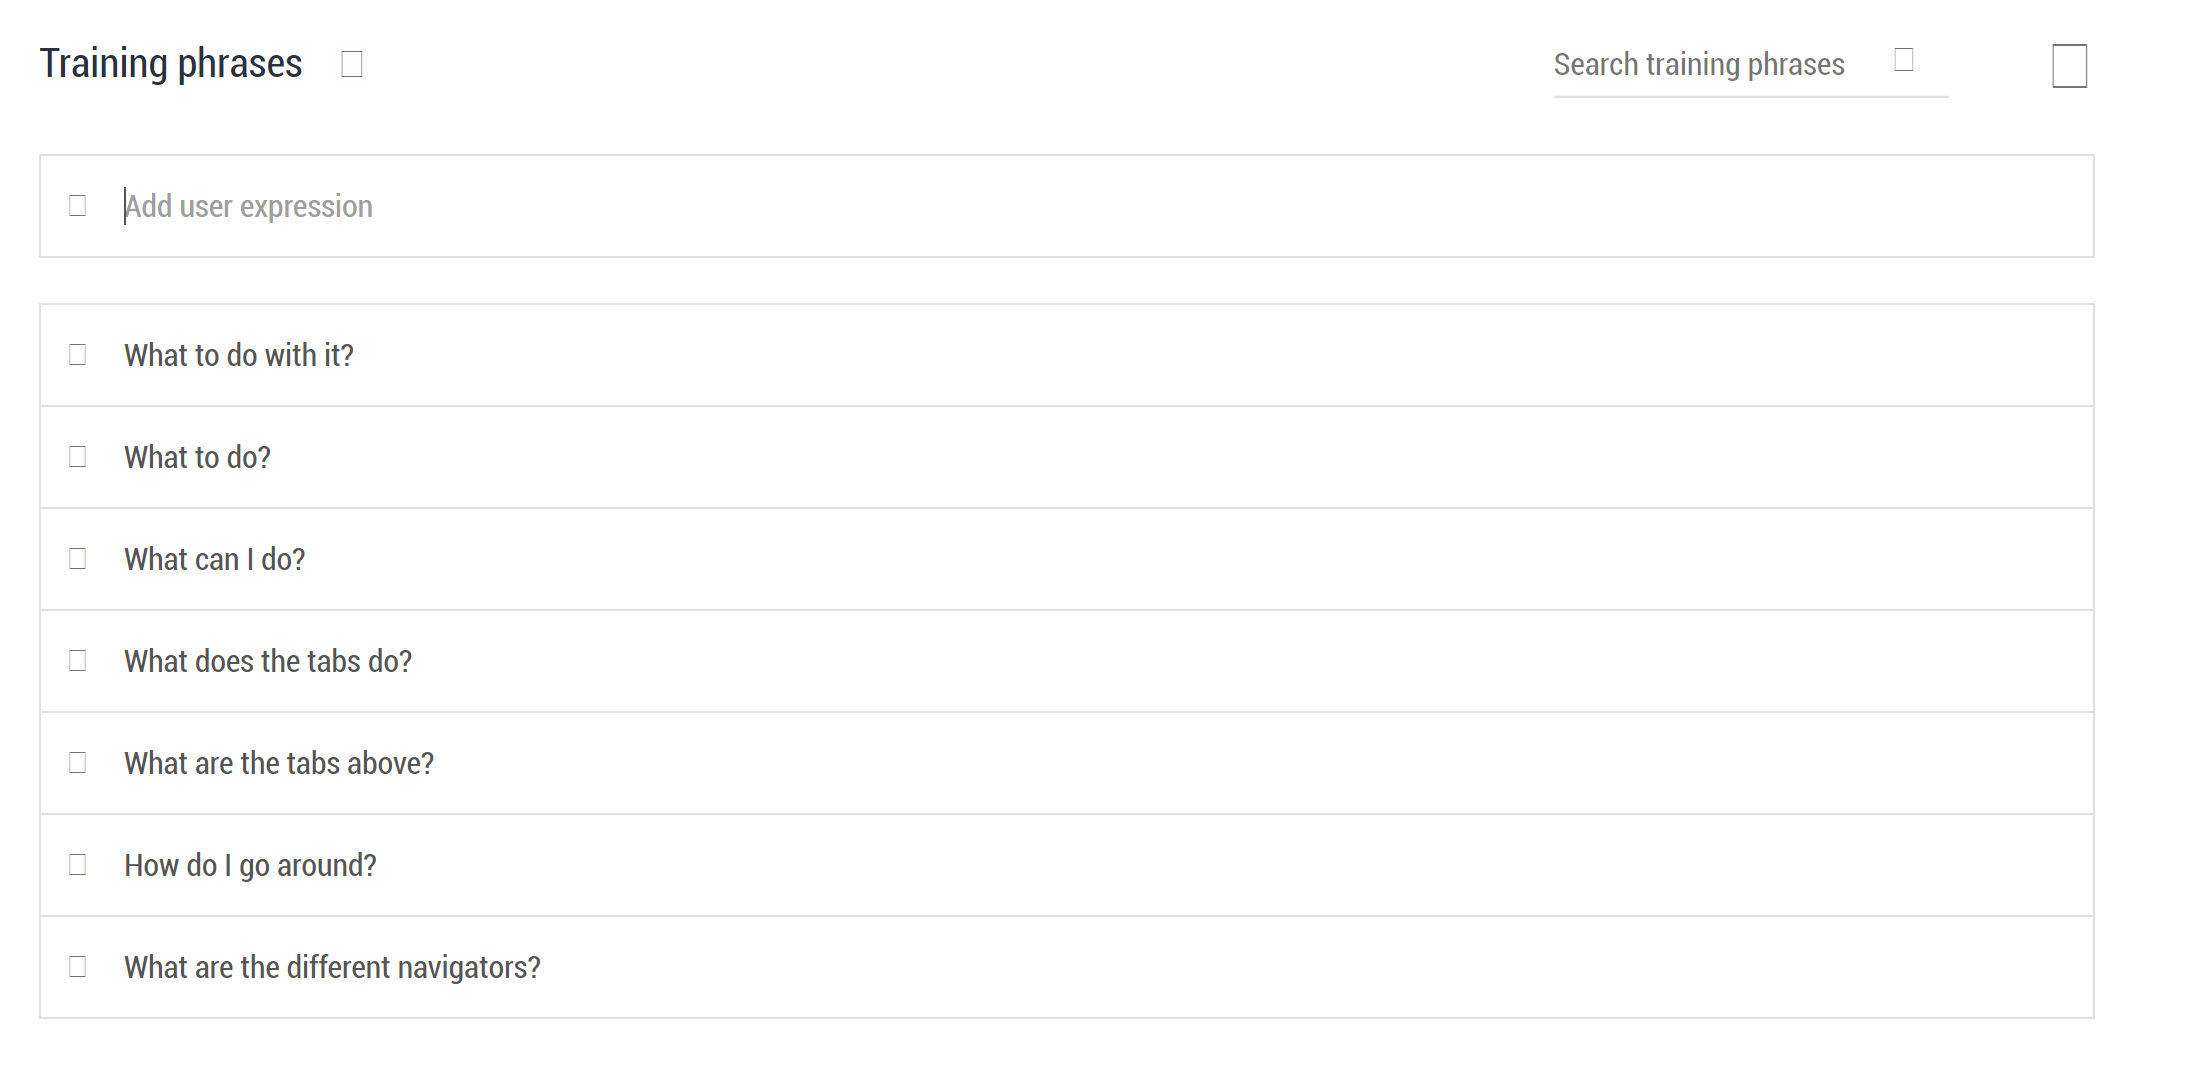 Training phrases
Search training phrases
Add user expression
What to do with it?
What to do?
What can I do?
What does the tabs do?
What are the tabs above?
How do I go around?
What are the different navigators?